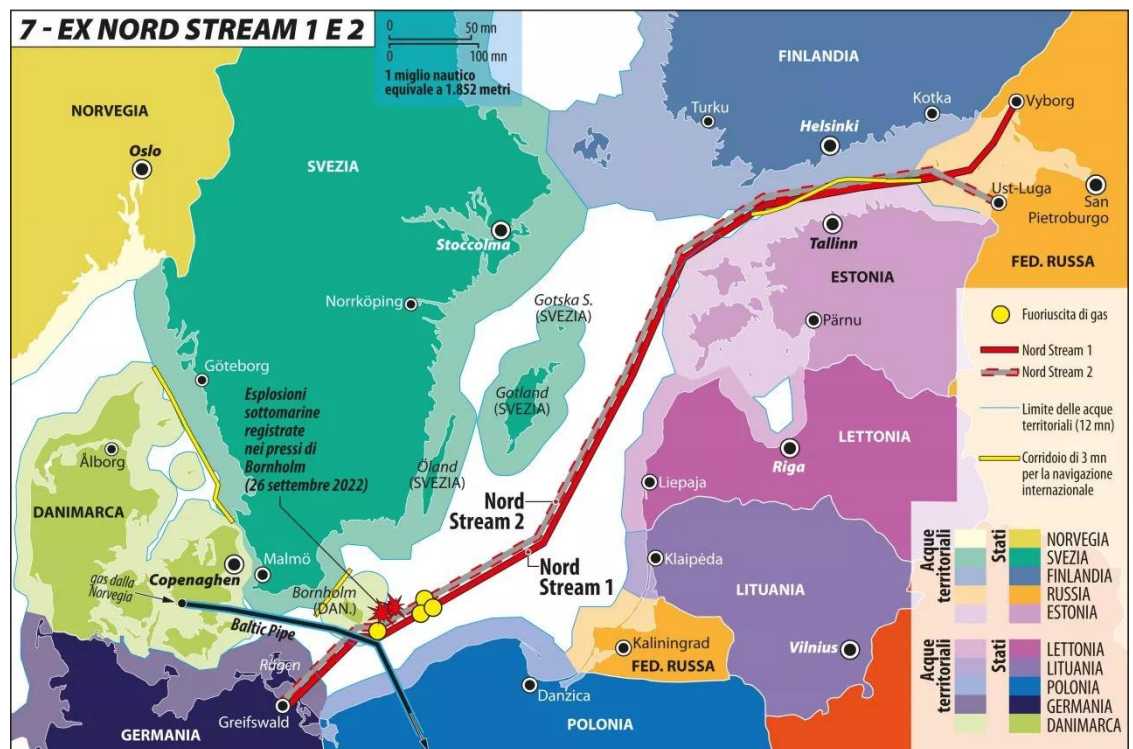 7 - EX NORD STREAM 1 E 2
0 50 mn
0 100 mn
1 miglio nautico
equivale a 1.852 metri
NORVEGIA
Oslo
SVEZIA
Stoccolma
Norrköping
Göteborg
Malmö
Gotska S.
(SVEZIA)
Gotland
(SVEZIA)
Öland
(SVEZIA)
FINLANDIA
Turku
Helsinki
Kotka
Vyborg
Ust-Luga
San
Pietroburgo
FED. RUSSA
Tallinn
ESTONIA
Pärnu
LETTONIA
Riga
Liepaja
Klaipėda
LITUANIA
Vilnius
Kaliningrad
FED. RUSSA
Danzica
POLONIA
Esplosioni
sottomarine
registrate
nei pressi di
Bornholm
(26 settembre 2022)
Nord
Stream 2
Nord
Stream 1
DANIMARCA
Ålborg
Copenaghen
gas dalla
Norvegia
Baltic Pipe
Bornholm
(DAN.)
Rügen
Greifswald
GERMANIA
Fuoriuscita di gas
Nord Stream 1
Nord Stream 2
Limite delle acque
territoriali (12 mn)
Corridoio di 3 mn
per la navigazione
internazionale
Acque
territoriali
Stati
NORVEGIA
SVEZIA
FINLANDIA
RUSSIA
ESTONIA
Acque
territoriali
Stati
LETTONIA
LITUANIA
POLONIA
GERMANIA
DANIMARCA